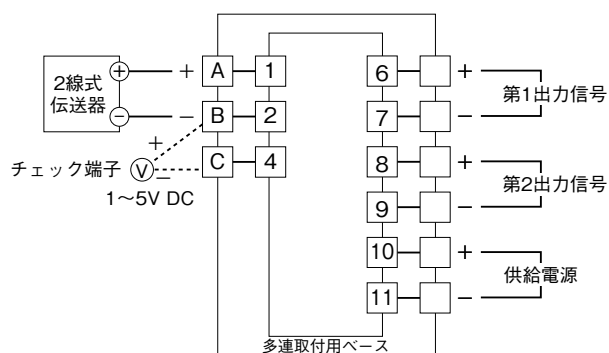 2線式
伝送器
+
−
+
−
A
B
C
1
2
4
チェック端子
V
+
−
1〜5V DC
6
7
8
9
10
11
+
−
第1出力信号
+
−
第2出力信号
+
−
供給電源
多連取付用ベース